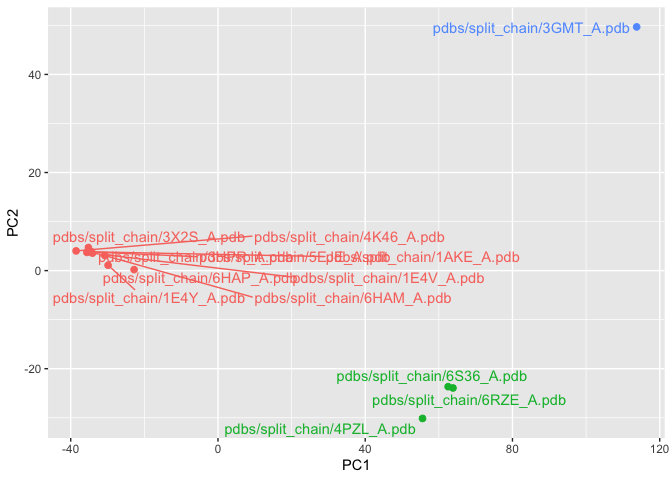 pdbs/split_chain/3GMT_A.pdb
40
20
PC2
pdbs/split_chain/3X2S_A.pdb
pdbs/split_chain/4K46_A.pdb
pdbs/split_chain/1AKE_A.pdb
0
pdbs/split_chain/6HAP_A.pdb
pdbs/split_chain/1E4V_A.pdb
pdbs/split_chain/1E4Y_A.pdb
pdbs/split_chain/6HAM_A.pdb
-20
pdbs/split_chain/6S36_A.pdb
pdbs/split_chain/6RZE_A.pdb
pdbs/split_chain/4PZL_A.pdb
-40
0
40
80
120
PC1